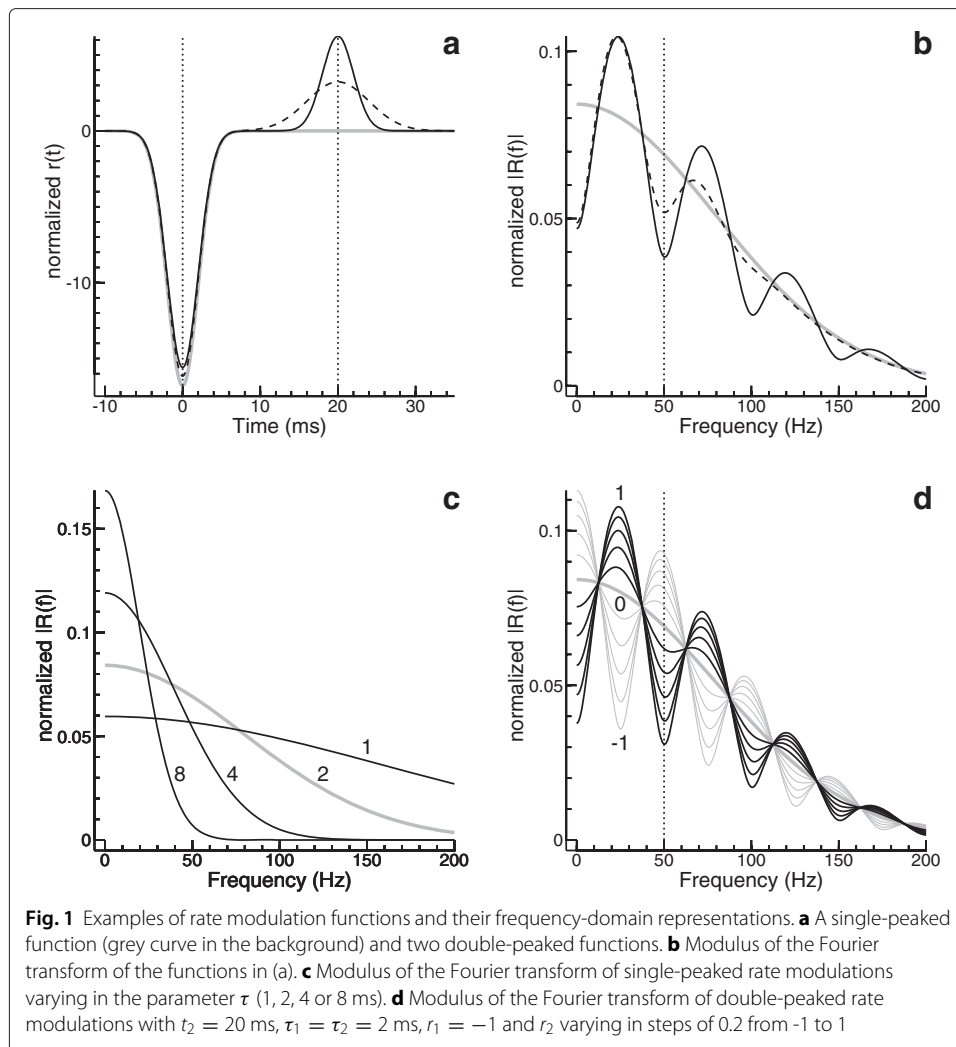 a
normalized r(t)
0
-10
-10 0 10 20 30
Time (ms)
b
normalized |R(f)|
0.1
0.05
0
0 50 100 150 200
Frequency (Hz)
c
normalized |R(f)|
0.15
0.1
0.05
0
8 4 2 1
0 50 100 150 200
Frequency (Hz)
d
normalized |R(f)|
0.1
0.05
0
1
0
-1
0 50 100 150 200
Frequency (Hz)
Fig. 1 Examples of rate modulation functions and their frequency-domain representations. a A single-peaked
function (grey curve in the background) and two double-peaked functions. b Modulus of the Fourier
transform of the functions in (a). c Modulus of the Fourier transform of single-peaked rate modulations
varying in the parameter τ (1, 2, 4 or 8 ms). d Modulus of the Fourier transform of double-peaked rate
modulations with t₂ = 20 ms, τ₁ = τ₂ = 2 ms, r₁ = −1 and r₂ varying in steps of 0.2 from -1 to 1